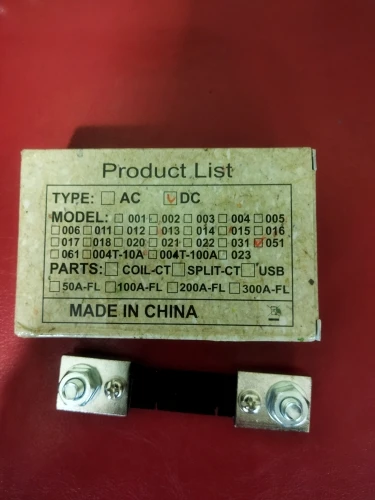 Product List
TYPE: AC DC
MODEL: 001 002 003 004 005
006 011 012 013 014 015 016
017 018 020 021 022 031 051
061 004T-10A 004T-100A 023
PARTS: COIL-CT SPLIT-CT USB
50A-FL 100A-FL 200A-FL 300A-FL
MADE IN CHINA